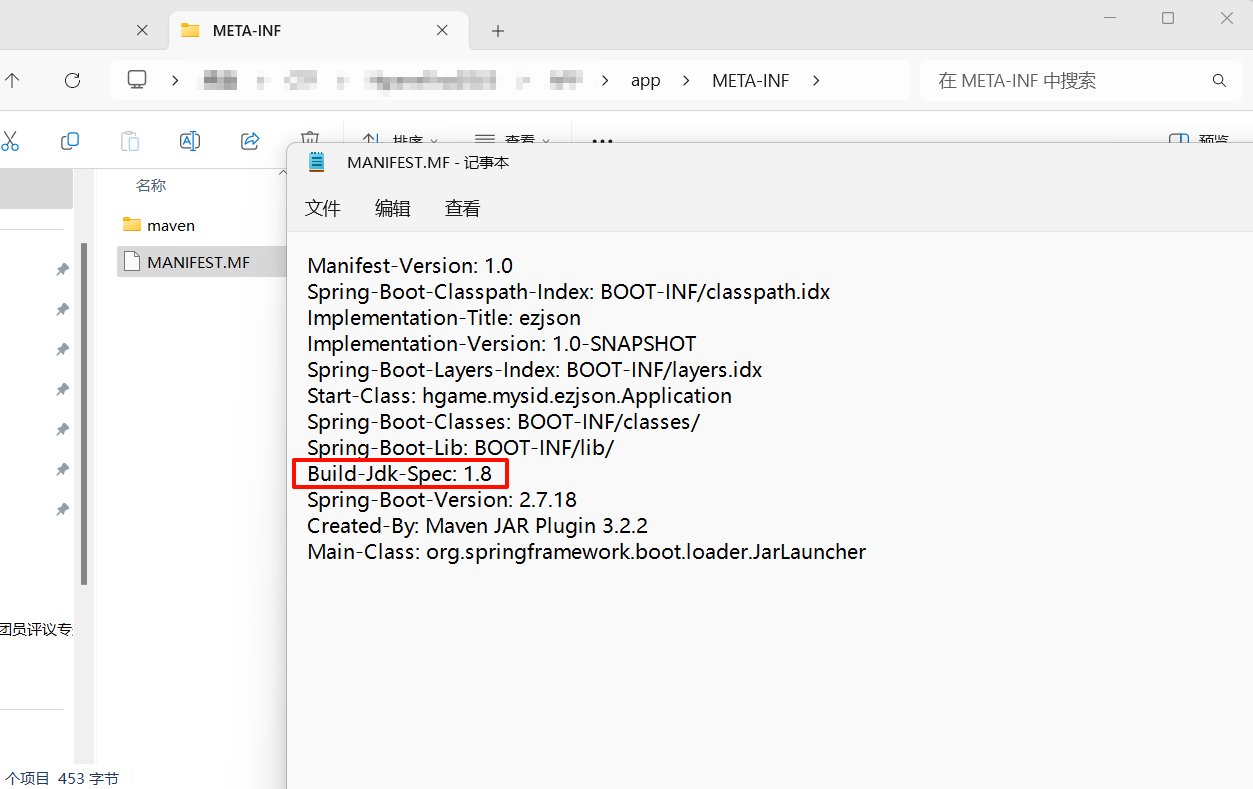 META-INF
app
META-INF
在 META-INF 中搜索
排序
查看
预览
名称
maven
MANIFEST.MF
MANIFEST.MF - 记事本
文件 编辑 查看
Manifest-Version: 1.0
Spring-Boot-Classpath-Index: BOOT-INF/classpath.idx
Implementation-Title: ezjson
Implementation-Version: 1.0-SNAPSHOT
Spring-Boot-Layers-Index: BOOT-INF/layers.idx
Start-Class: hgame.mysid.ezjson.Application
Spring-Boot-Classes: BOOT-INF/classes/
Spring-Boot-Lib: BOOT-INF/lib/
Build-Jdk-Spec: 1.8
Spring-Boot-Version: 2.7.18
Created-By: Maven JAR Plugin 3.2.2
Main-Class: org.springframework.boot.loader.JarLauncher
团员评议专
个项目 453 字节